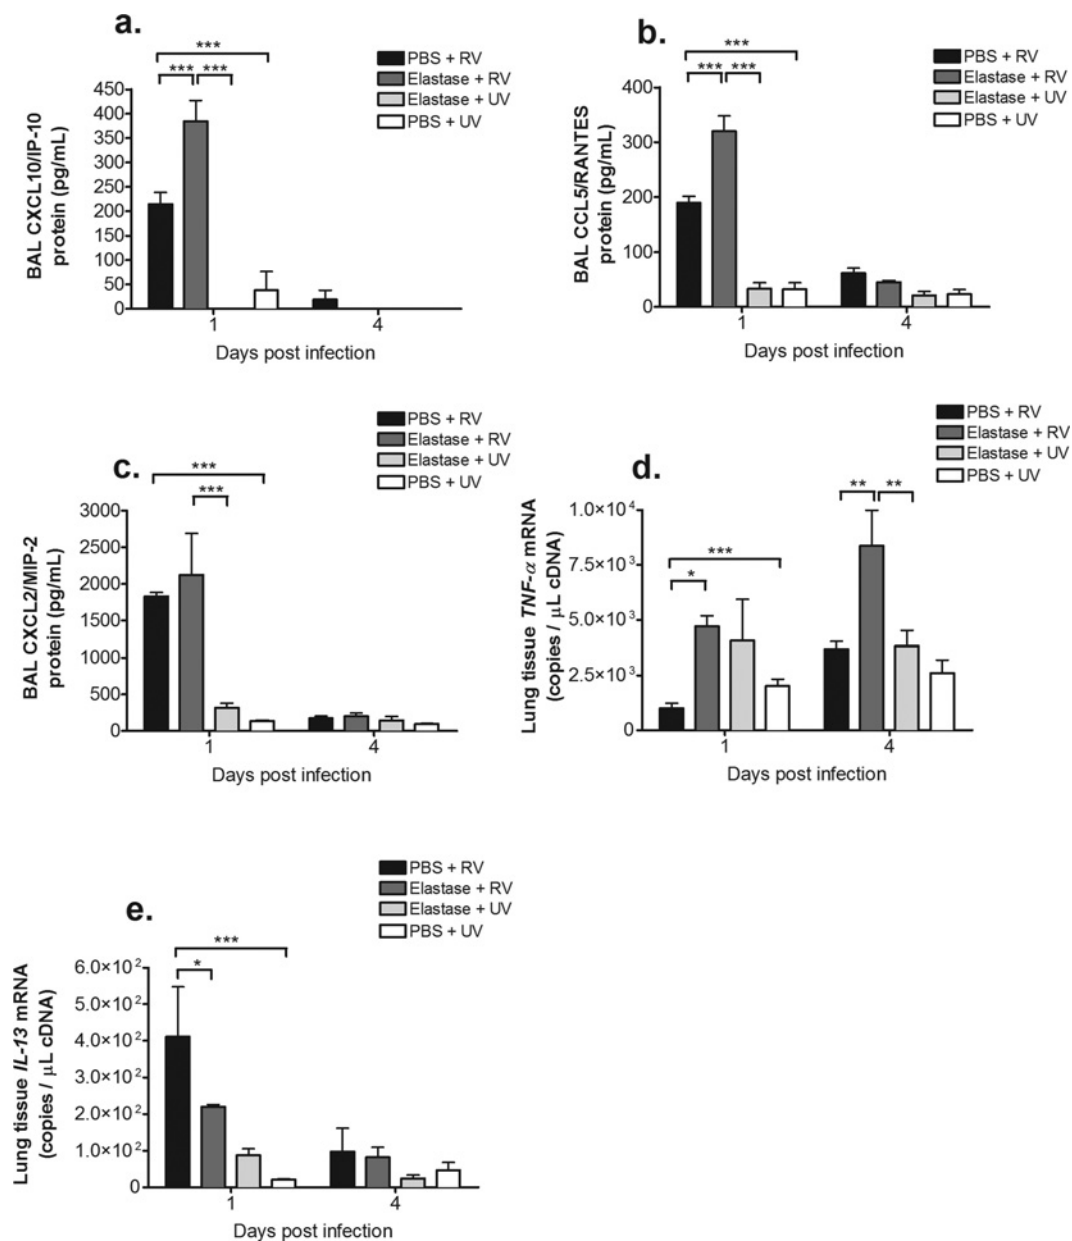 a.
PBS + RV
Elastase + RV
Elastase + UV
PBS + UV
***
*** ***
BAL CXCL10/IP-10
protein (pg/mL)
450
400
350
300
250
200
150
100
50
0
1 4
Days post infection
b.
PBS + RV
Elastase + RV
Elastase + UV
PBS + UV
***
*** ***
BAL CCL5/RANTES
protein (pg/mL)
400
300
200
100
0
1 4
Days post infection
c.
PBS + RV
Elastase + RV
Elastase + UV
PBS + UV
***
***
BAL CXCL2/MIP-2
protein (pg/mL)
3000
2500
2000
1500
1000
500
0
1 4
Days post infection
d.
PBS + RV
Elastase + RV
Elastase + UV
PBS + UV
** **
***
*
Lung tissue TNF-α mRNA
(copies / μL cDNA)
1.0×10⁴
7.5×10³
5.0×10³
2.5×10³
0
1 4
Days post infection
e.
PBS + RV
Elastase + RV
Elastase + UV
PBS + UV
***
*
Lung tissue IL-13 mRNA
(copies / μL cDNA)
6.0×10²
4.0×10²
3.0×10²
2.0×10²
1.0×10²
0
1 4
Days post infection